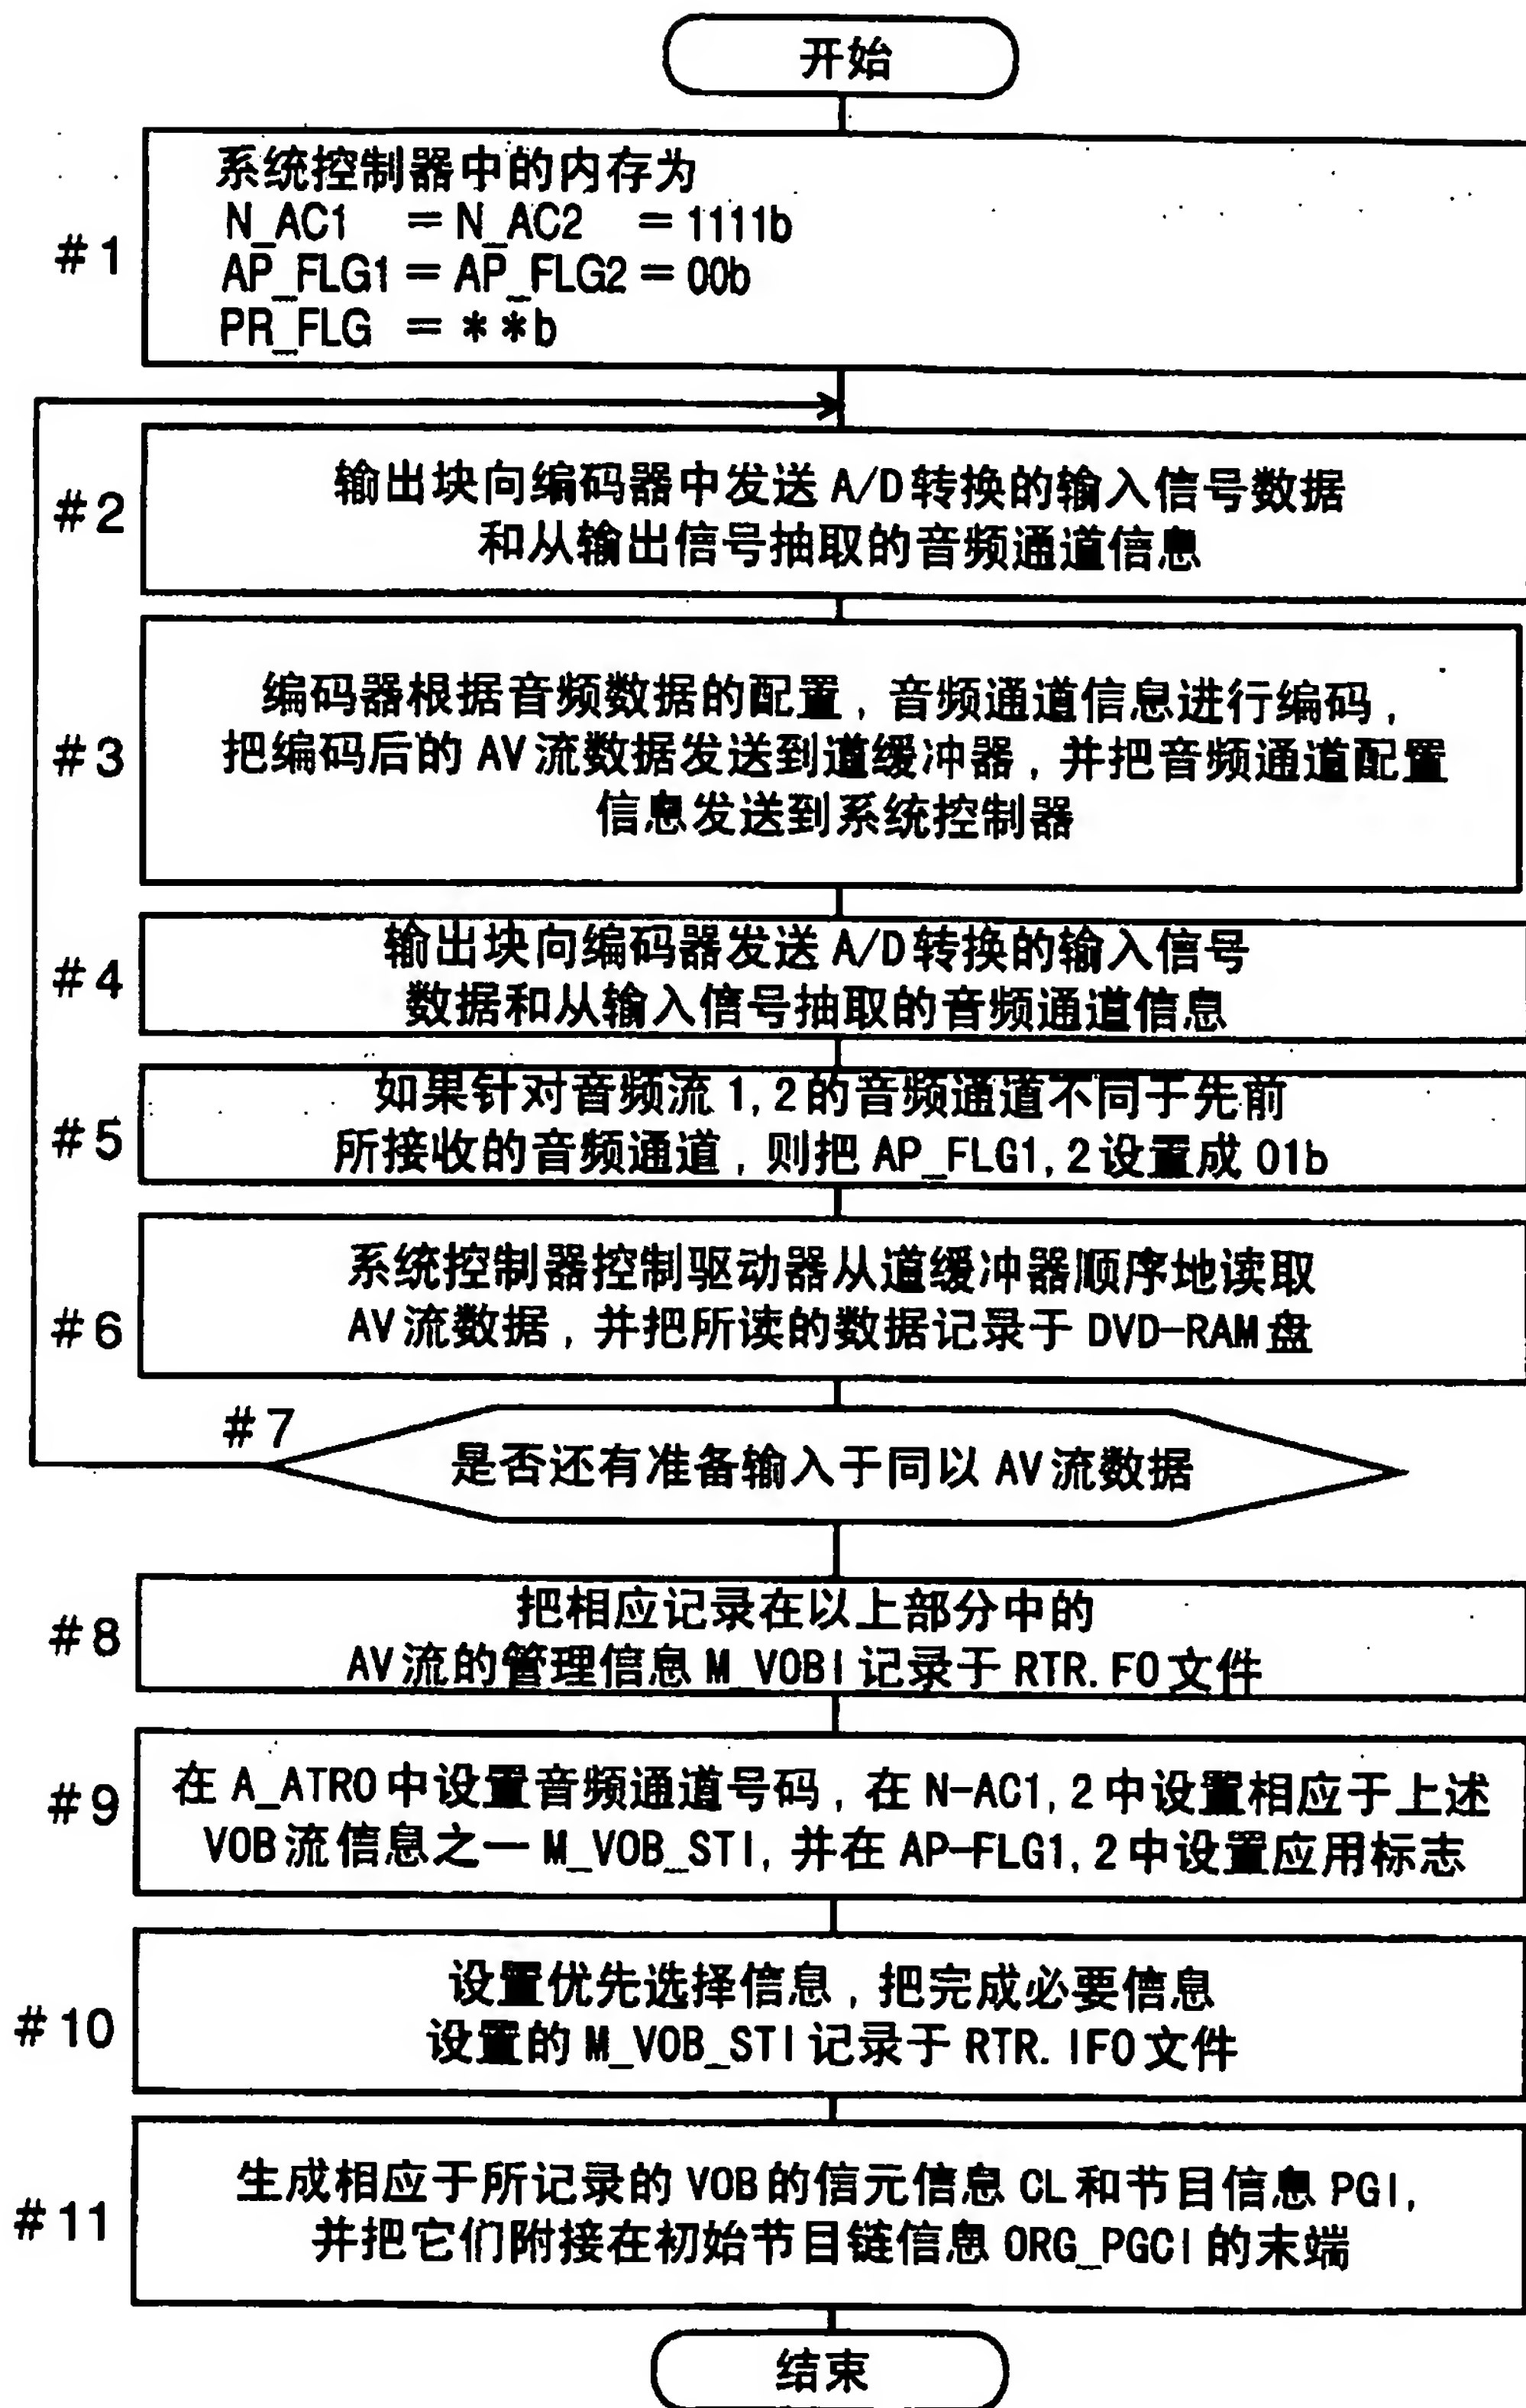 开始
#1
系统控制器中的内存为
N_AC1 =N_AC2 =1111b
AP_FLG1=AP_FLG2=00b
PR_FLG =**b
#2
输出块向编码器中发送A/D转换的输入信号数据
和从输出信号抽取的音频通道信息
#3
编码器根据音频数据的配置,音频通道信息进行编码,
把编码后的AV流数据发送到道缓冲器,并把音频通道配置
信息发送到系统控制器
#4
输出块向编码器发送A/D转换的输入信号
数据和从输入信号抽取的音频通道信息
#5
如果针对音频流1,2的音频通道不同于先前
所接收的音频通道,则把AP_FLG1,2设置成01b
#6
系统控制器控制驱动器从道缓冲器顺序地读取
AV流数据,并把所读的数据记录于DVD-RAM盘
#7
是否还有准备输入于同以AV流数据
#8
把相应记录在以上部分中的
AV流的管理信息M_VOBI记录于RTR.FO文件
#9
在A_ATRO中设置音频通道号码,在N-AC1,2中设置相应于上述
VOB流信息之一M_VOB_STI,并在AP-FLG1,2中设置应用标志
#10
设置优先选择信息,把完成必要信息
设置的M_VOB_STI记录于RTR.IFO文件
#11
生成相应于所记录的VOB的信元信息CL和节目信息PGI,
并把它们附接在初始节目链信息ORG_PGCI的末端
结束